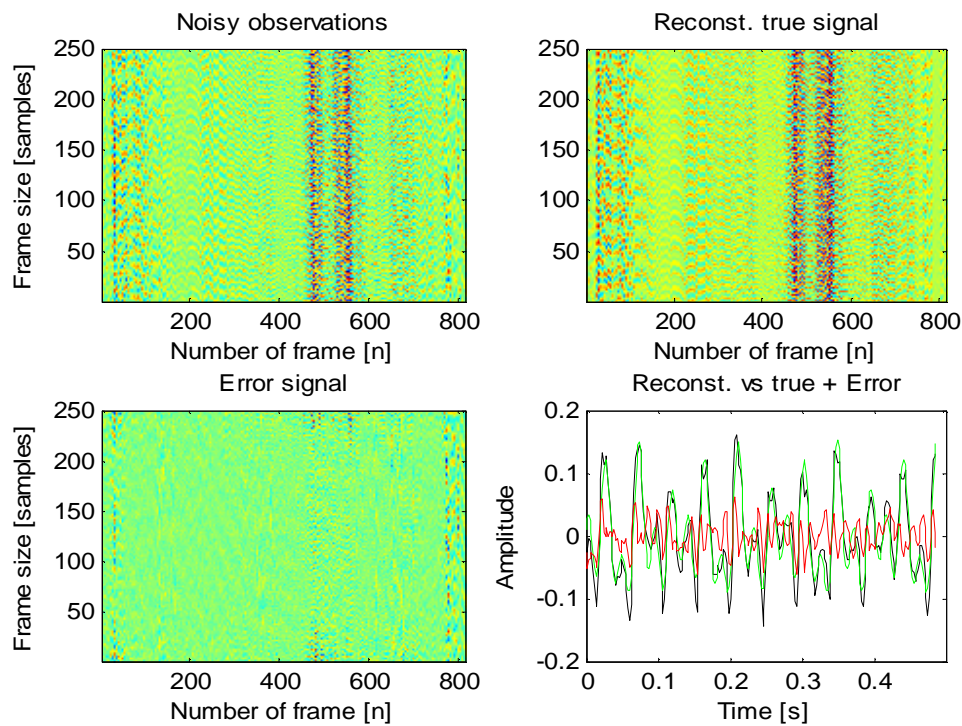 Noisy observations
Frame size [samples]
250
200
150
100
50
200 400 600 800
Number of frame [n]
Reconst. true signal
250
200
150
100
50
200 400 600 800
Number of frame [n]
Error signal
Frame size [samples]
250
200
150
100
50
200 400 600 800
Number of frame [n]
Reconst. vs true + Error
Amplitude
0.2
0.1
0
-0.1
-0.2
0 0.1 0.2 0.3 0.4
Time [s]